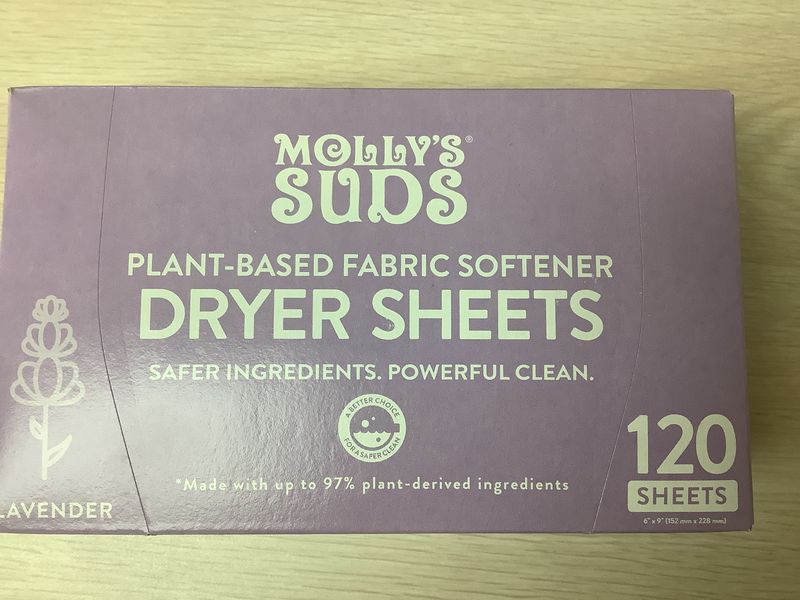 MOLLY'S®
SUDS
PLANT-BASED FABRIC SOFTENER
DRYER SHEETS
SAFER INGREDIENTS. POWERFUL CLEAN.
A BETTER CHOICE
FOR A SAFER CLEAN
*Made with up to 97% plant-derived ingredients
LAVENDER
120
SHEETS
6" x 9" (152 mm x 228 mm)